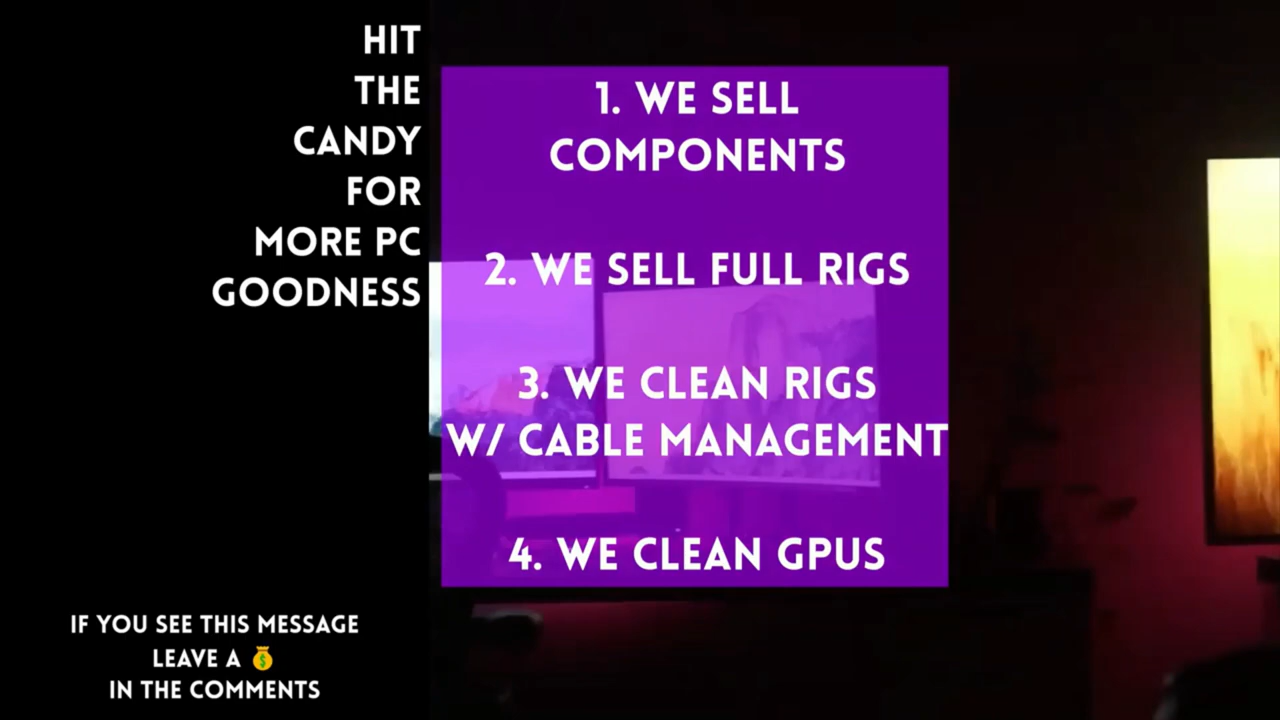 HIT
THE
CANDY
FOR
MORE PC
GOODNESS
1. WE SELL
COMPONENTS
2. WE SELL FULL RIGS
3. WE CLEAN RIGS
W/ CABLE MANAGEMENT
4. WE CLEAN GPUS
IF YOU SEE THIS MESSAGE
LEAVE A 💰
IN THE COMMENTS